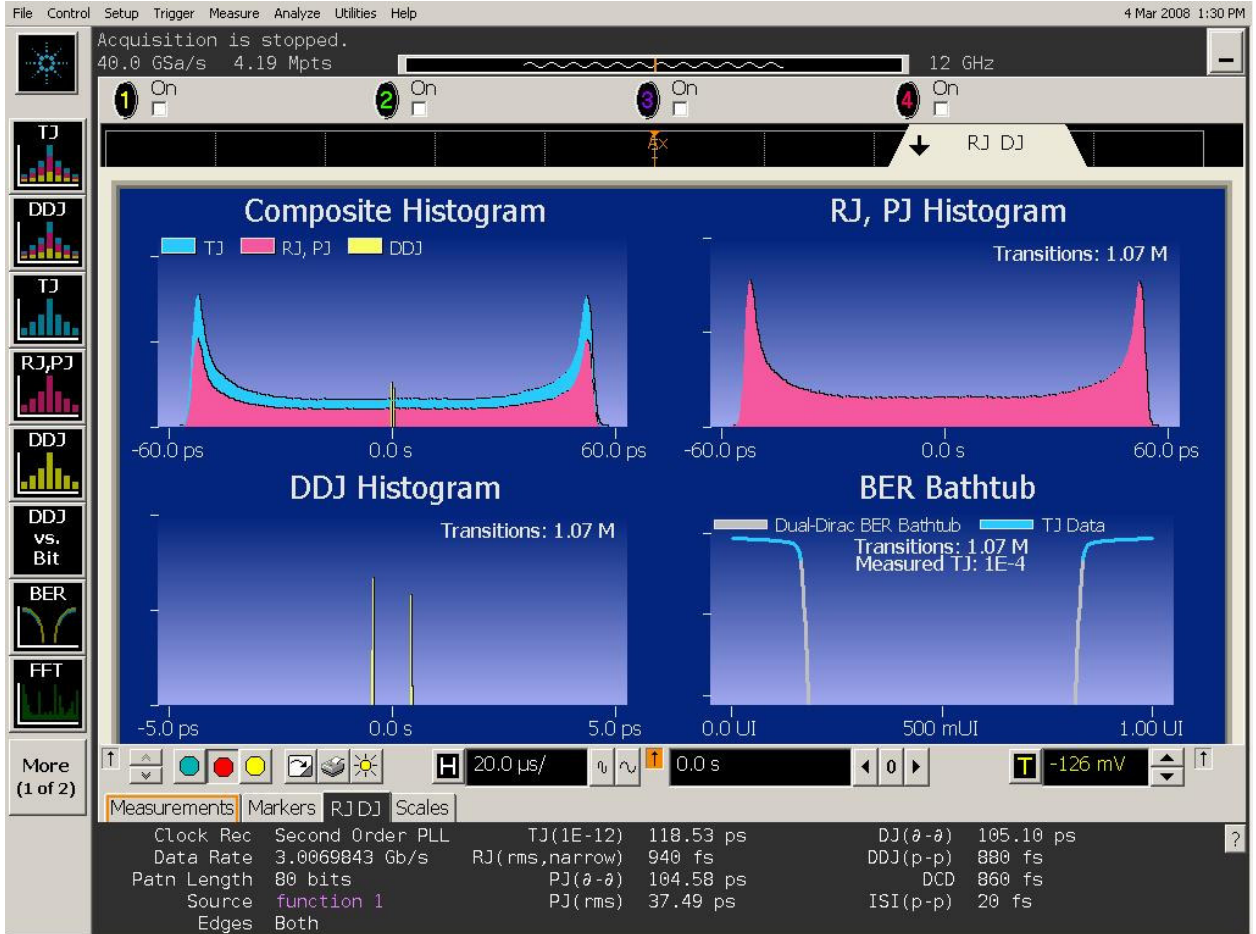 File Control Setup Trigger Measure Analyze Utilities Help 4 Mar 2008 1:30 PM
Acquisition is stopped.
40.0 GSa/s 4.19 Mpts 12 GHz
1 On 2 On 3 On 4 On
RJ DJ
TJ
DDJ
TJ
RJ,PJ
DDJ
DDJ
vs.
Bit
BER
FFT
More
(1 of 2)
Composite Histogram
TJ RJ, PJ DDJ
-60.0 ps 0.0 s 60.0 ps
RJ, PJ Histogram
Transitions: 1.07 M
-60.0 ps 0.0 s 60.0 ps
DDJ Histogram
Transitions: 1.07 M
-5.0 ps 0.0 s 5.0 ps
BER Bathtub
Dual-Dirac BER Bathtub TJ Data
Transitions: 1.07 M
Measured TJ: 1E-4
0.0 UI 500 mUI 1.00 UI
H 20.0 µs/ 0.0 s 0 T -126 mV
Measurements Markers RJ DJ Scales
Clock Rec Second Order PLL TJ(1E-12) 118.53 ps DJ(∂-∂) 105.10 ps ?
Data Rate 3.0069843 Gb/s RJ(rms,narrow) 940 fs DDJ(p-p) 880 fs
Patn Length 80 bits PJ(∂-∂) 104.58 ps DCD 860 fs
Source function 1 PJ(rms) 37.49 ps ISI(p-p) 20 fs
Edges Both